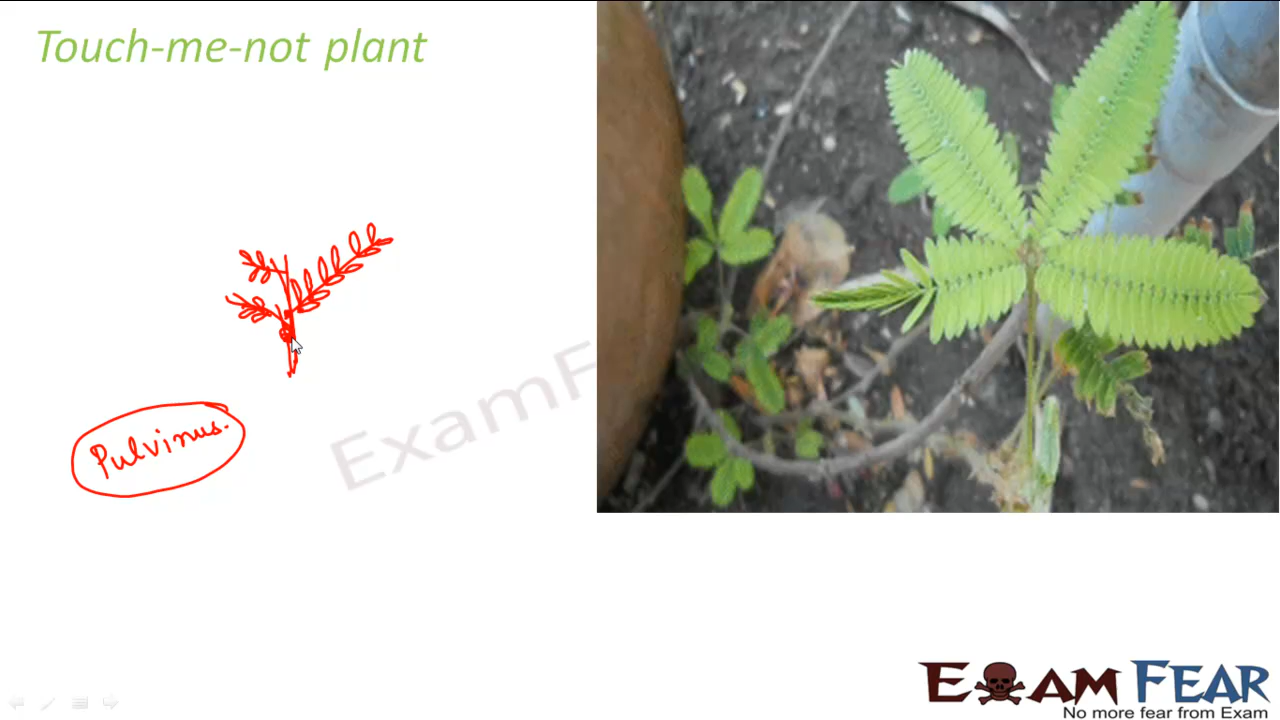 Touch-me-not plant
Pulvinus.
ExamF
EXAM FEAR
No more fear from Exam